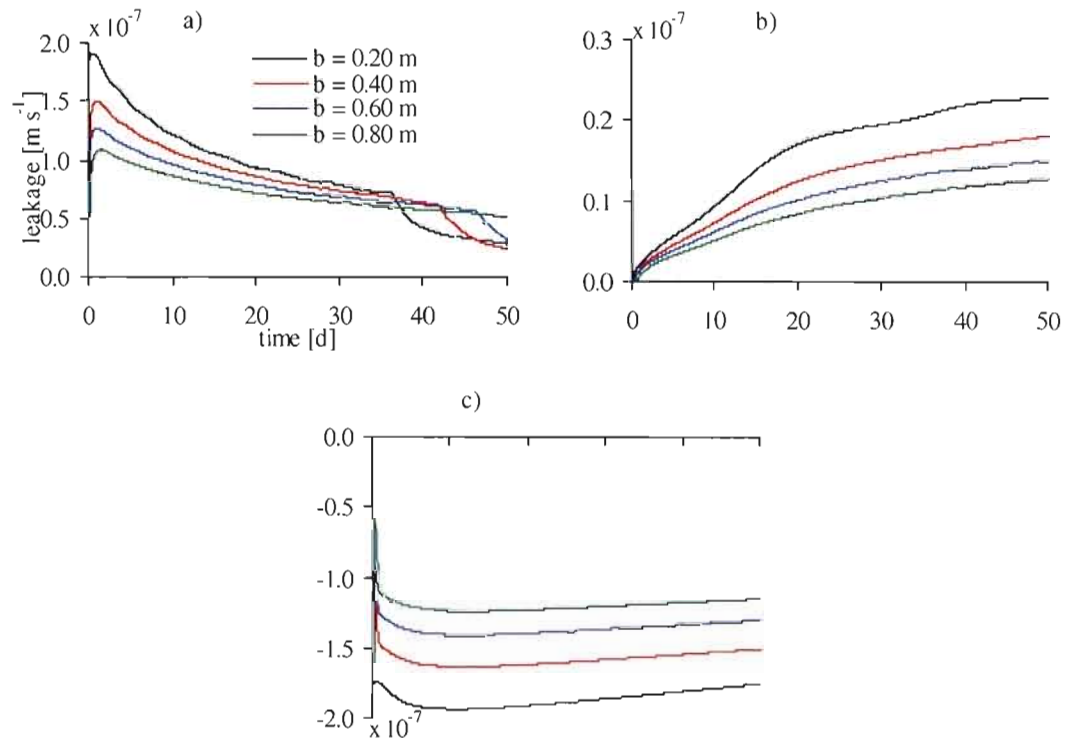 x 10⁻⁷
a)
2.0
1.5
1.0
0.5
0.0
leakage [m s⁻¹]
b = 0.20 m
b = 0.40 m
b = 0.60 m
b = 0.80 m
0 10 20 30 40 50
time [d]
x 10⁻⁷
b)
0.3
0.2
0.1
0.0
0 10 20 30 40 50
c)
0.0
-0.5
-1.0
-1.5
-2.0
x 10⁻⁷